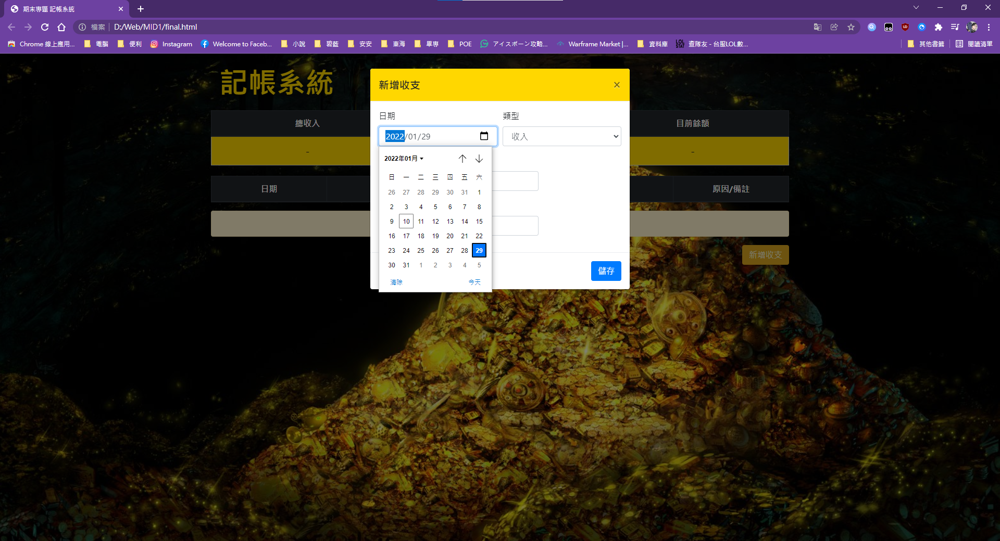 期末專題 記帳系統
檔案 D:/Web/MID1/final.html
Chrome 線上應用... 電腦 便利 Instagram Welcome to Faceb... 小說 碧藍 安安 東海 畢專 POE アイスボーン攻略... Warframe Market |... 資料庫 LOL STAT 查隊友 - 台服LOL數... 其他書籤 閱讀清單
記帳系統
新增收支 ×
總收入
目前餘額
-
-
日期
原因/備註
新增收支
日期 類型
2022/01/29 收入
2022年01月
日 一 二 三 四 五 六
26 27 28 29 30 31 1
2 3 4 5 6 7 8
9 10 11 12 13 14 15
16 17 18 19 20 21 22
23 24 25 26 27 28 29
30 31 1 2 3 4 5
清除 今天
儲存